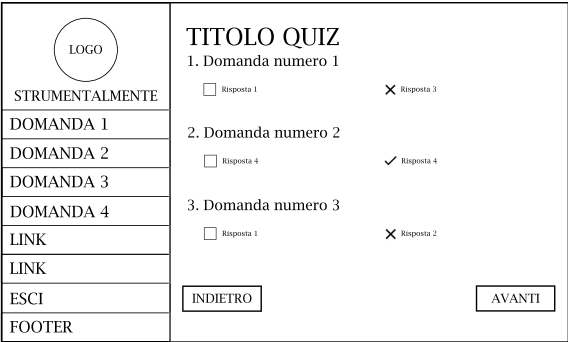 LOGO
STRUMENTALMENTE
DOMANDA 1
DOMANDA 2
DOMANDA 3
DOMANDA 4
LINK
LINK
ESCI
FOOTER
TITOLO QUIZ
1. Domanda numero 1
Risposta 1 Risposta 3
2. Domanda numero 2
Risposta 4 Risposta 4
3. Domanda numero 3
Risposta 1 Risposta 2
INDIETRO AVANTI